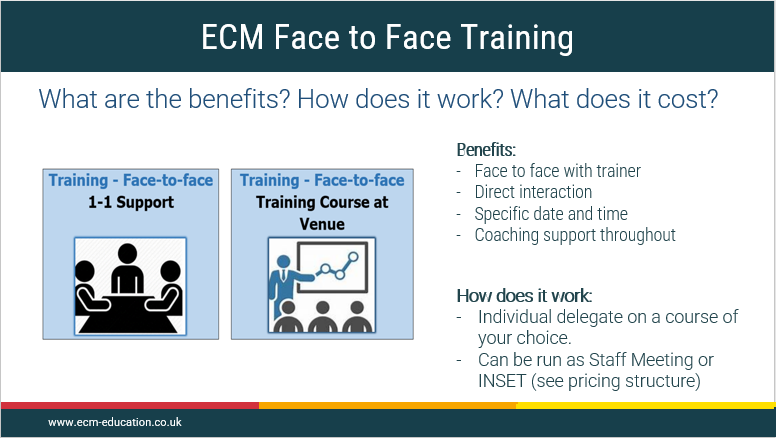 ECM Face to Face Training
What are the benefits? How does it work? What does it cost?
Training - Face-to-face
1-1 Support
Training - Face-to-face
Training Course at
Venue
Benefits:
- Face to face with trainer
- Direct interaction
- Specific date and time
- Coaching support throughout
How does it work:
- Individual delegate on a course of
your choice.
- Can be run as Staff Meeting or
INSET (see pricing structure)
www.ecm-education.co.uk